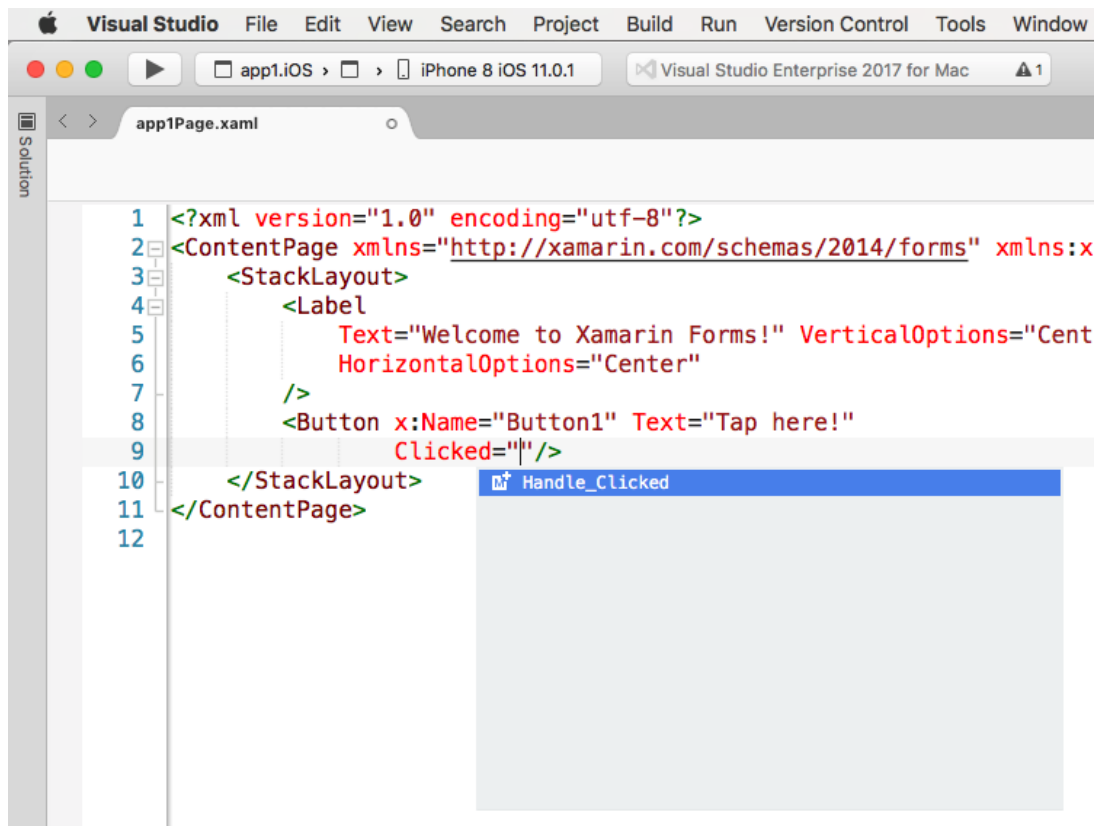 Visual Studio File Edit View Search Project Build Run Version Control Tools Window
app1.iOS › › iPhone 8 iOS 11.0.1 Visual Studio Enterprise 2017 for Mac 1
Solution
< > app1Page.xaml
1 <?xml version="1.0" encoding="utf-8"?>
2 <ContentPage xmlns="http://xamarin.com/schemas/2014/forms" xmlns:x
3 <StackLayout>
4 <Label
5 Text="Welcome to Xamarin Forms!" VerticalOptions="Cent
6 HorizontalOptions="Center"
7 />
8 <Button x:Name="Button1" Text="Tap here!"
9 Clicked=""/>
10 </StackLayout>
M Handle_Clicked
11 </ContentPage>
12